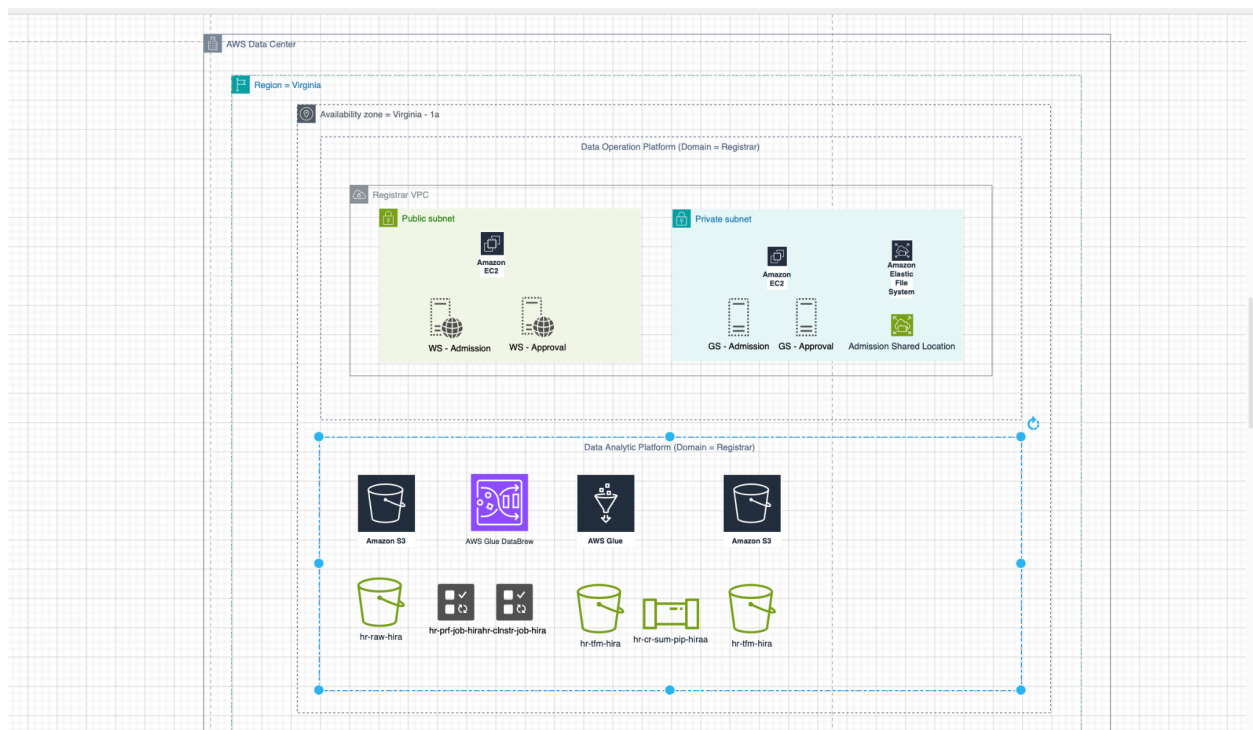 AWS Data Center
Region = Virginia
Availability zone = Virginia - 1a
Data Operation Platform (Domain = Registrar)
Registrar VPC
Public subnet
Private subnet
Amazon
EC2
Amazon
EC2
Amazon
Elastic
File
System
WS - Admission
WS - Approval
GS - Admission
GS - Approval
Admission Shared Location
Data Analytic Platform (Domain = Registrar)
Amazon S3
AWS Glue DataBrew
AWS Glue
Amazon S3
hr-raw-hira
hr-prf-job-hira
hr-clnstr-job-hira
hr-tfm-hira
hr-cr-sum-pip-hiraa
hr-tfm-hira